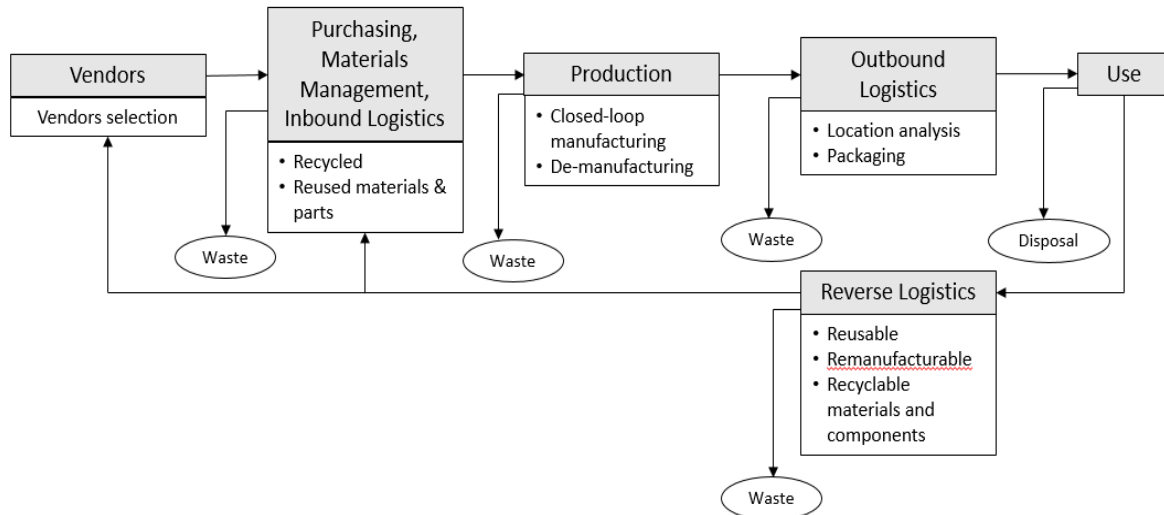 Vendors
Vendors selection
Purchasing,
Materials
Management,
Inbound Logistics
• Recycled
• Reused materials &
parts
Production
• Closed-loop
manufacturing
• De-manufacturing
Outbound
Logistics
• Location analysis
• Packaging
Use
Waste
Waste
Waste
Disposal
Reverse Logistics
• Reusable
• Remanufacturable
• Recyclable
materials and
components
Waste